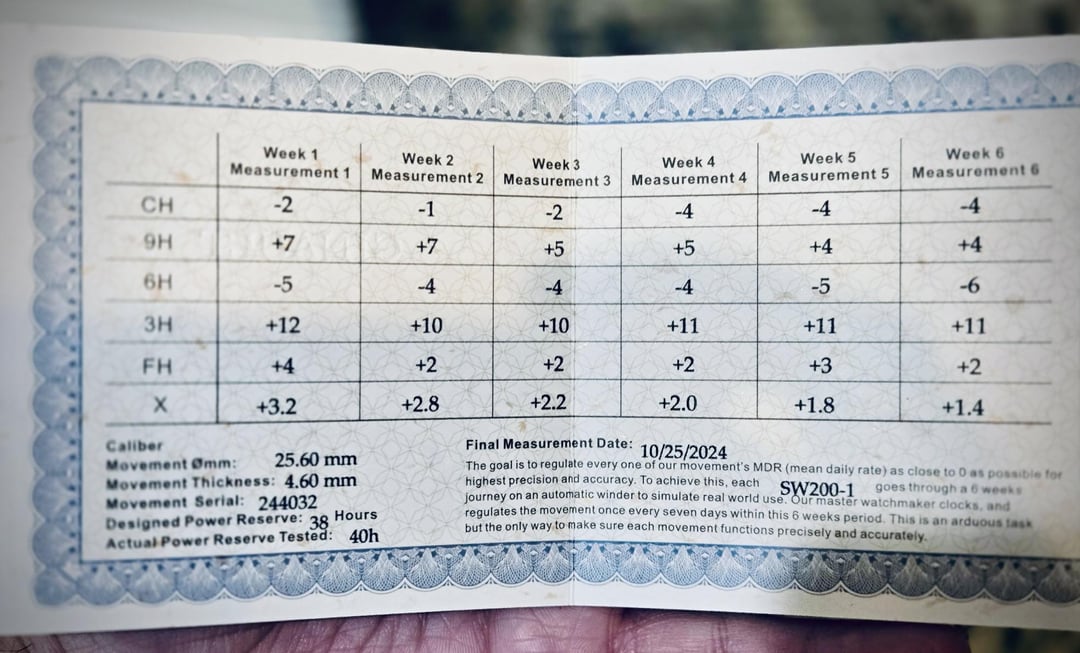 Week 1 Week 2 Week 3 Week 4 Week 5 Week 6
Measurement 1 Measurement 2 Measurement 3 Measurement 4 Measurement 5 Measurement 6
CH -2 -1 -2 -4 -4 -4
9H +7 +7 +5 +5 +4 +4
6H -5 -4 -4 -4 -5 -6
3H +12 +10 +10 +11 +11 +11
FH +4 +2 +2 +2 +3 +2
X +3.2 +2.8 +2.2 +2.0 +1.8 +1.4
Caliber
Movement Ømm: 25.60 mm
Movement Thickness: 4.60 mm
Movement Serial: 244032
Designed Power Reserve: 38 Hours
Actual Power Reserve Tested: 40h
Final Measurement Date: 10/25/2024
The goal is to regulate every one of our movement's MDR (mean daily rate) as close to 0 as possible for
highest precision and accuracy. To achieve this, each SW200-1 goes through a 6 weeks
journey on an automatic winder to simulate real world use. Our master watchmaker clocks, and
regulates the movement once every seven days within this 6 weeks period. This is an arduous task
but the only way to make sure each movement functions precisely and accurately.